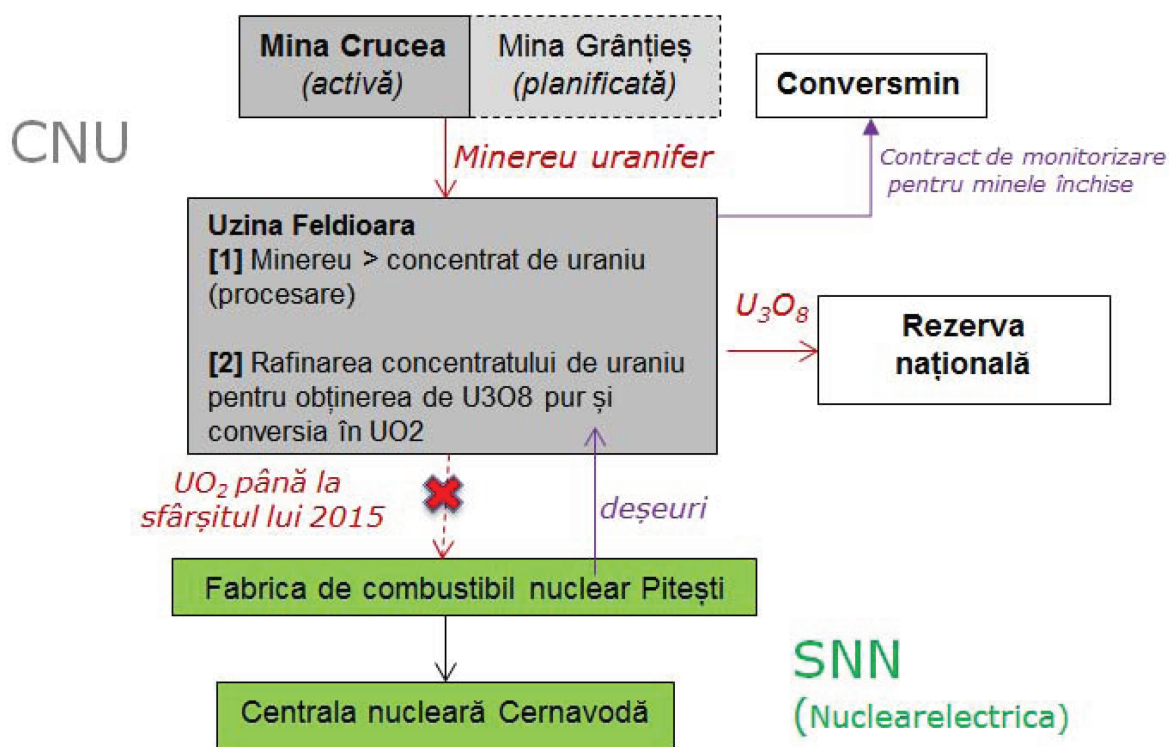 Mina Crucea
(activă)
Mina Grânțieș
(planificată)
Conversmin
CNU
Minereu uranifer
Contract de monitorizare
pentru minele închise
Uzina Feldioara
[1] Minereu > concentrat de uraniu
(procesare)
[2] Rafinarea concentratului de uraniu
pentru obținerea de U3O8 pur și
conversia în UO2
U₃O₈
Rezerva
națională
UO₂ până la
sfârșitul lui 2015
deșeuri
Fabrica de combustibil nuclear Pitești
Centrala nucleară Cernavodă
SNN
(Nuclearelectrica)